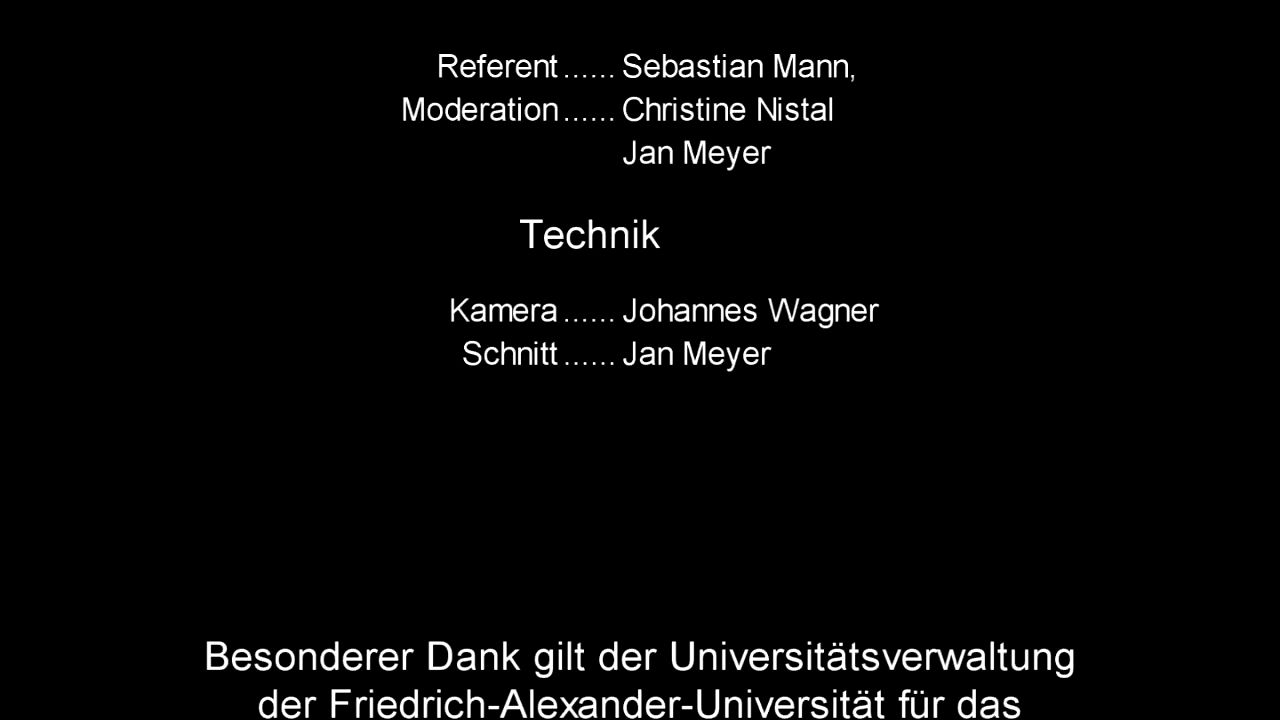 Referent ...... Sebastian Mann,
Moderation ...... Christine Nistal
Jan Meyer
Technik
Kamera ...... Johannes Wagner
Schnitt ...... Jan Meyer
Besonderer Dank gilt der Universitätsverwaltung
der Friedrich-Alexander-Universität für das